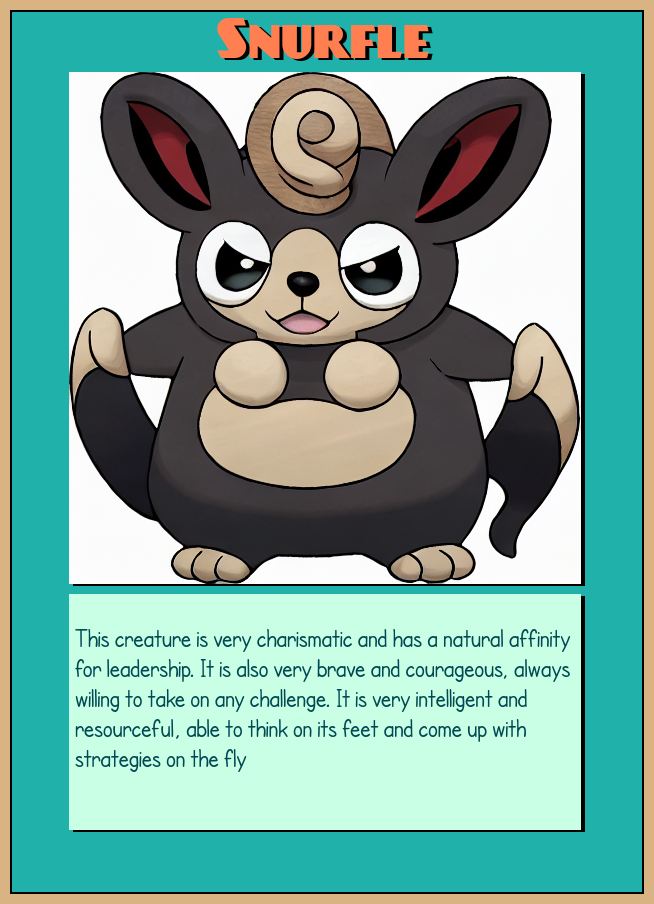 Snurfle
This creature is very charismatic and has a natural affinity
for leadership. It is also very brave and courageous, always
willing to take on any challenge. It is very intelligent and
resourceful, able to think on its feet and come up with
strategies on the fly